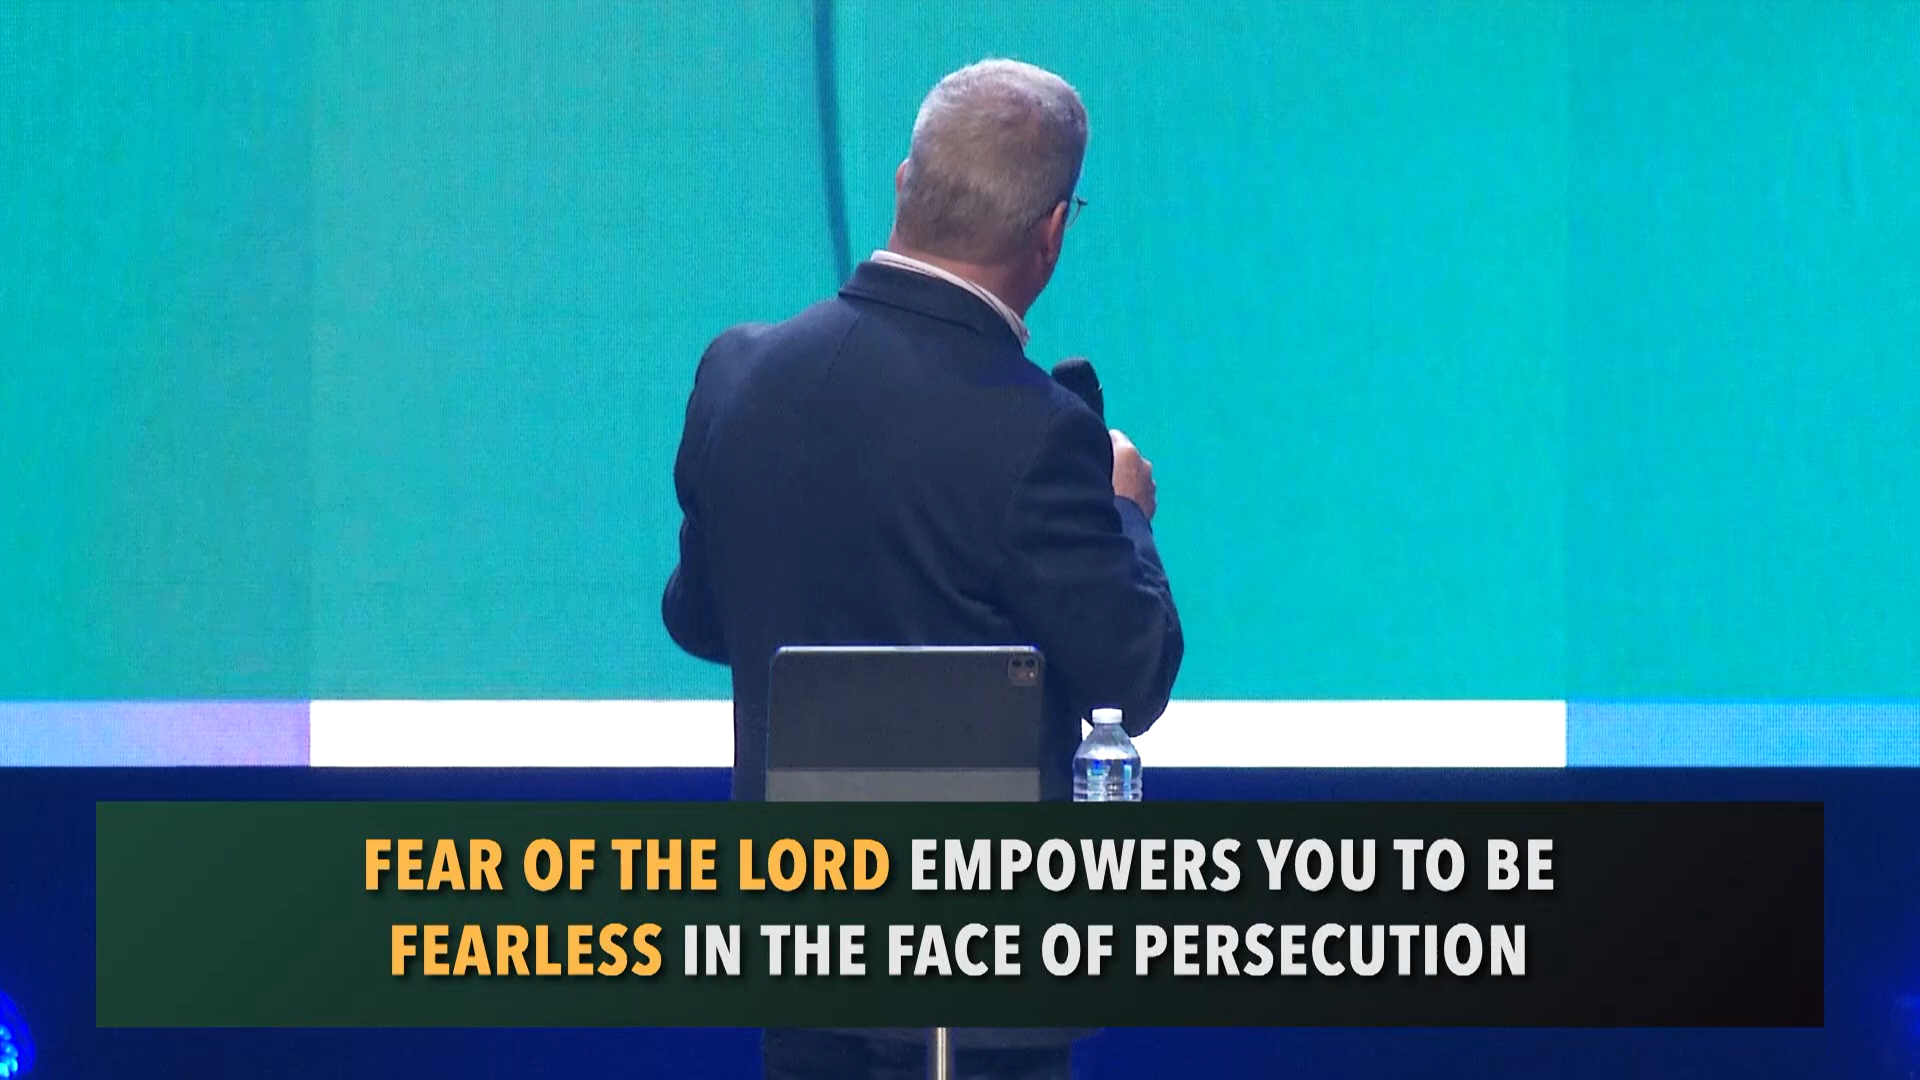 FEAR OF THE LORD EMPOWERS YOU TO BE
FEARLESS IN THE FACE OF PERSECUTION